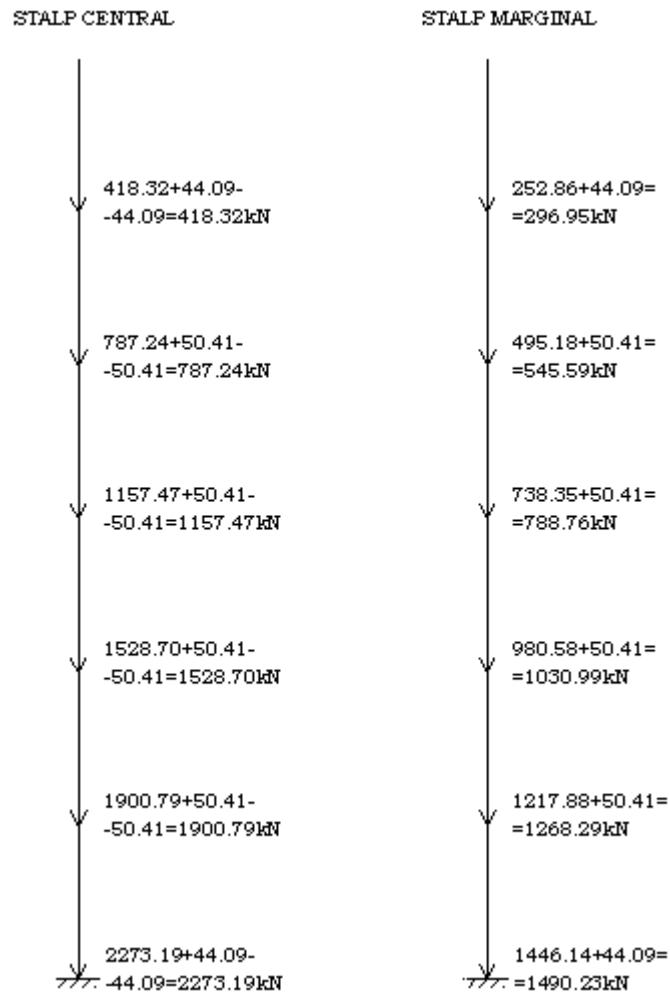 STALP CENTRAL
418.32+44.09-
-44.09=418.32kN
787.24+50.41-
-50.41=787.24kN
1157.47+50.41-
-50.41=1157.47kN
1528.70+50.41-
-50.41=1528.70kN
1900.79+50.41-
-50.41=1900.79kN
2273.19+44.09-
-44.09=2273.19kN
STALP MARGINAL
252.86+44.09=
=296.95kN
495.18+50.41=
=545.59kN
738.35+50.41=
=788.76kN
980.58+50.41=
=1030.99kN
1217.88+50.41=
=1268.29kN
1446.14+44.09=
=1490.23kN